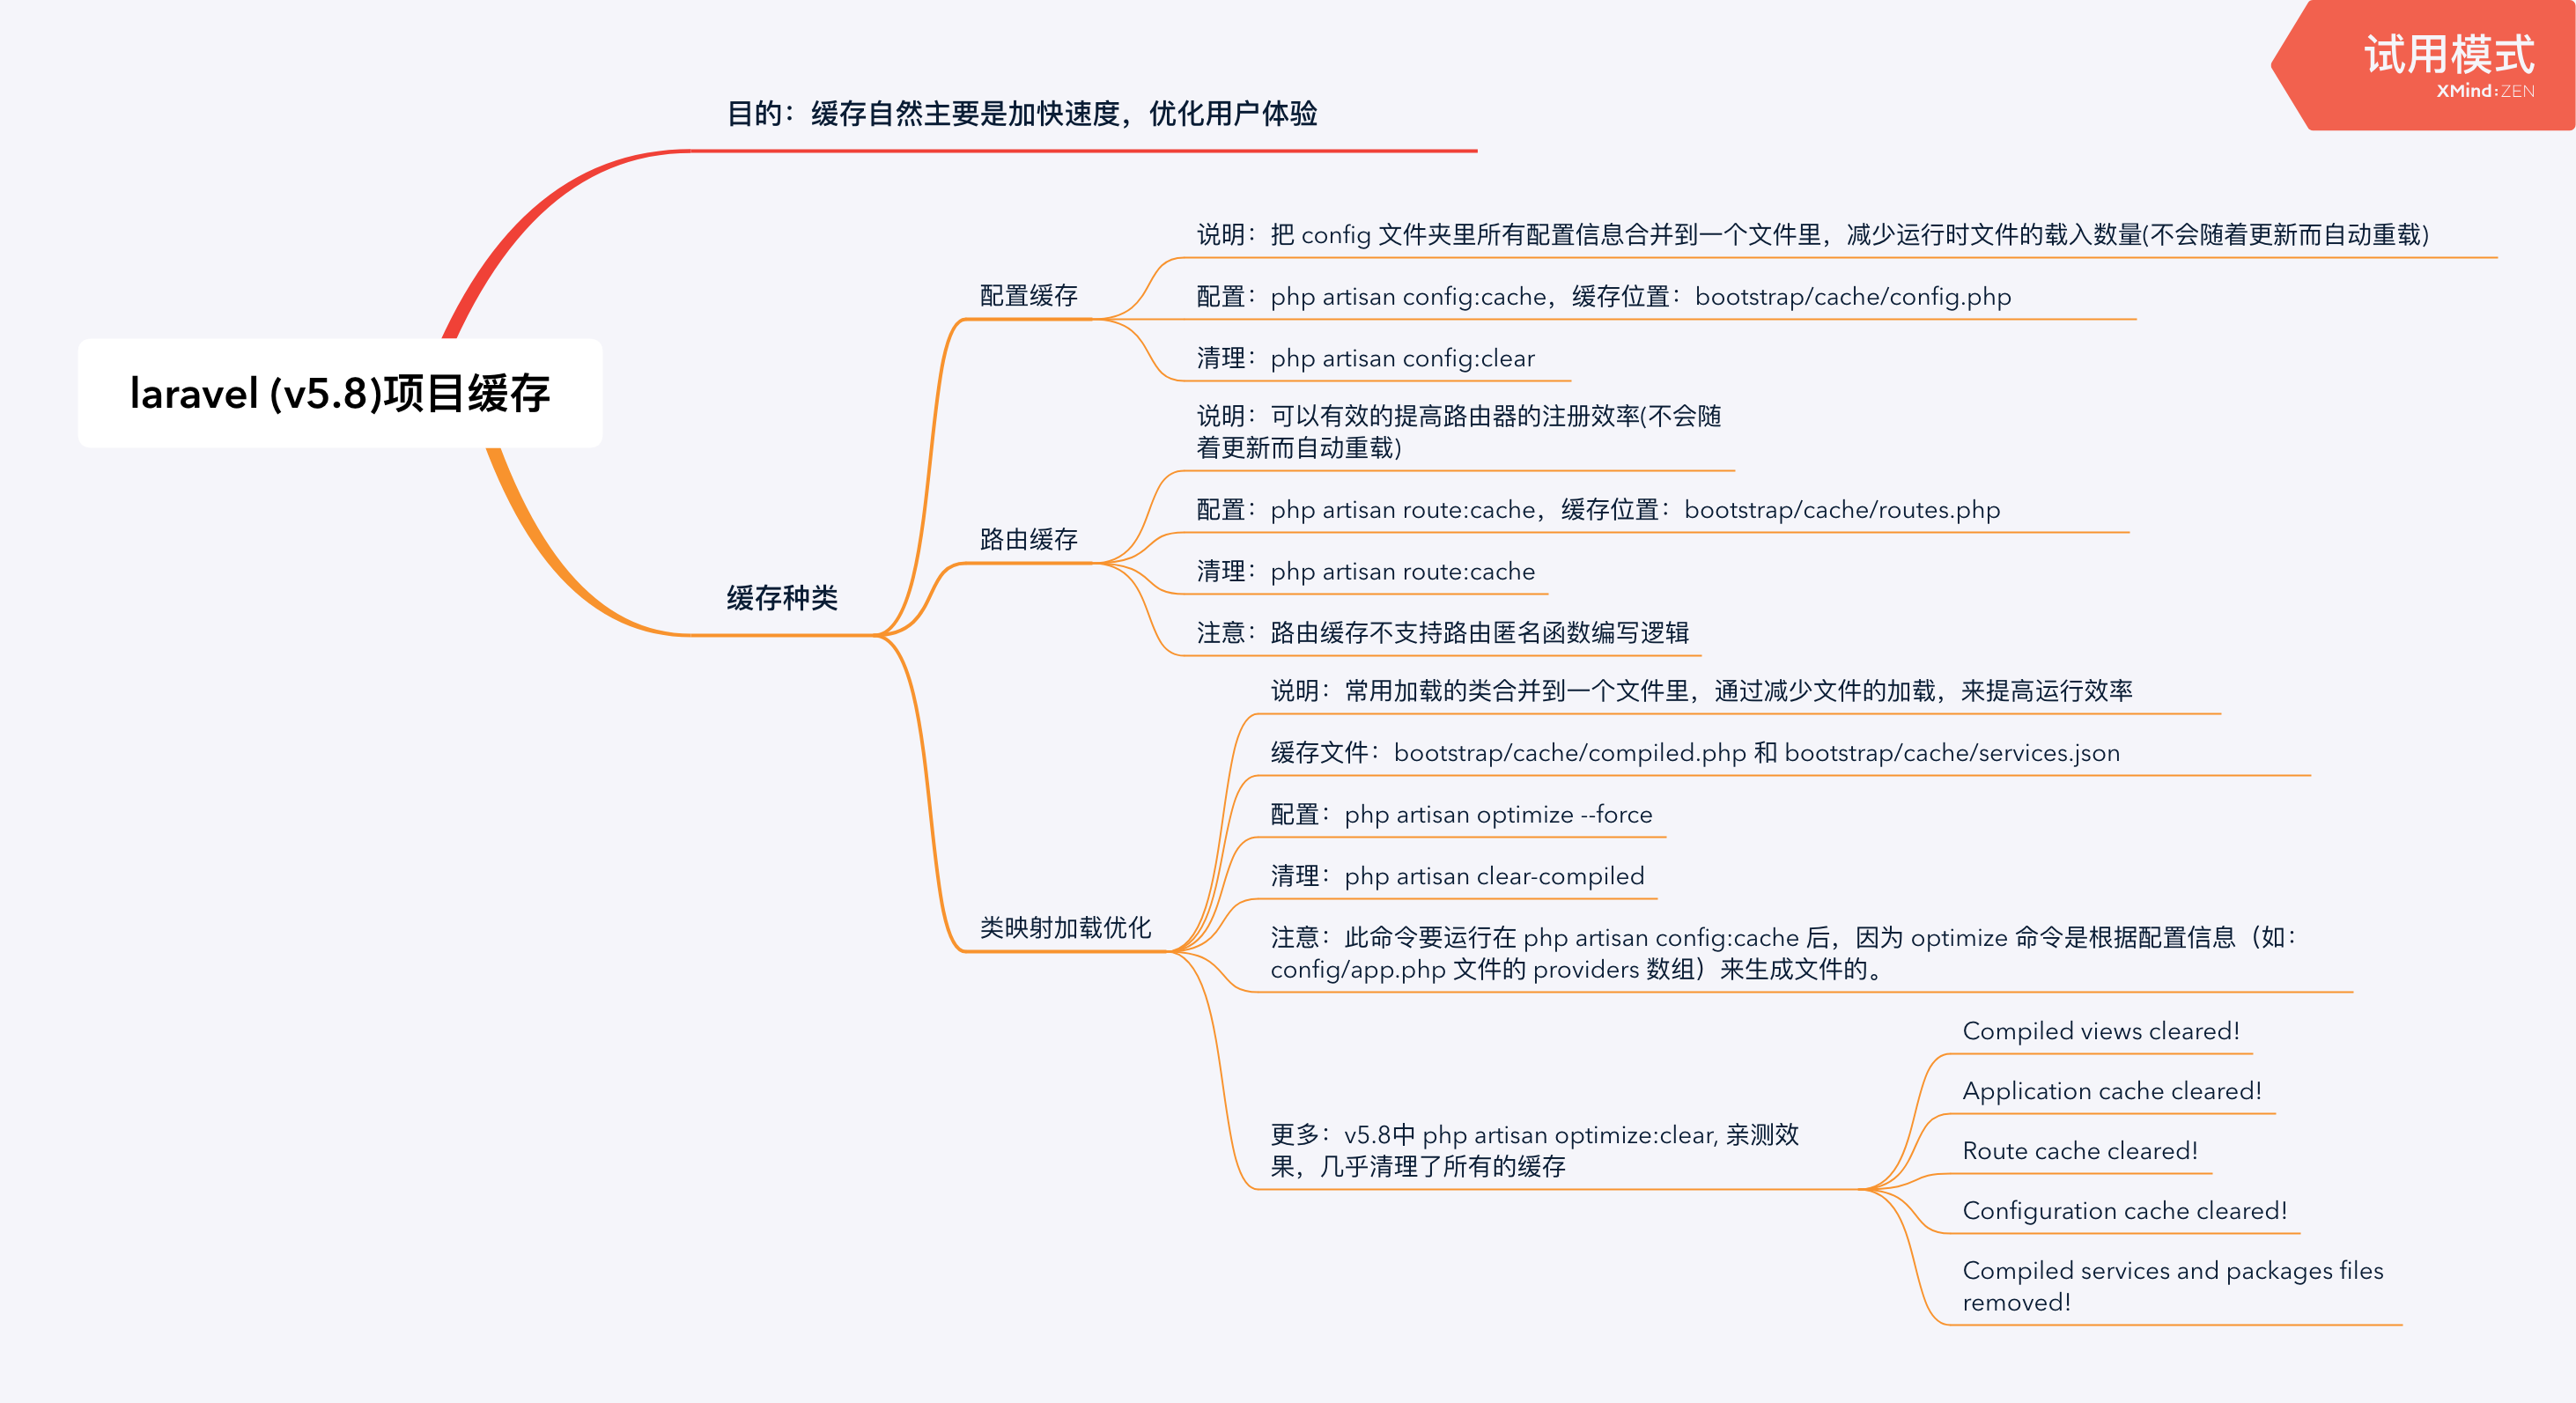 试用模式
XMind:ZEN
目的：缓存自然主要是加快速度，优化用户体验
laravel (v5.8)项目缓存
缓存种类
配置缓存
说明：把 config 文件夹里所有配置信息合并到一个文件里，减少运行时文件的载入数量(不会随着更新而自动重载)
配置：php artisan config:cache，缓存位置：bootstrap/cache/config.php
清理：php artisan config:clear
路由缓存
说明：可以有效的提高路由器的注册效率(不会随
着更新而自动重载)
配置：php artisan route:cache，缓存位置：bootstrap/cache/routes.php
清理：php artisan route:cache
注意：路由缓存不支持路由匿名函数编写逻辑
类映射加载优化
说明：常用加载的类合并到一个文件里，通过减少文件的加载，来提高运行效率
缓存文件：bootstrap/cache/compiled.php 和 bootstrap/cache/services.json
配置：php artisan optimize --force
清理：php artisan clear-compiled
注意：此命令要运行在 php artisan config:cache 后，因为 optimize 命令是根据配置信息（如：
config/app.php 文件的 providers 数组）来生成文件的。
更多：v5.8中 php artisan optimize:clear, 亲测效
果，几乎清理了所有的缓存
Compiled views cleared!
Application cache cleared!
Route cache cleared!
Configuration cache cleared!
Compiled services and packages files
removed!